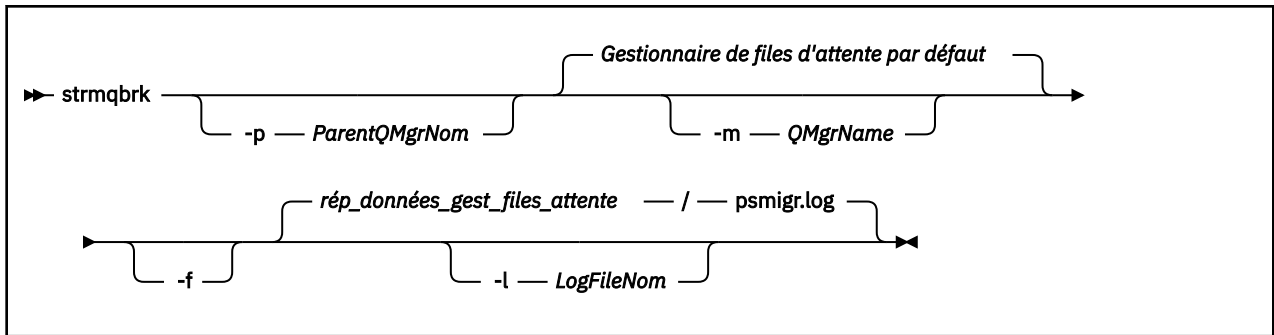 Gestionnaire de files d'attente par défaut
strmqbrk
-p ParentQMgrNom
-m QMgrName
rép_données_gest_files_attente / psmigr.log
-f
-l LogFileNom